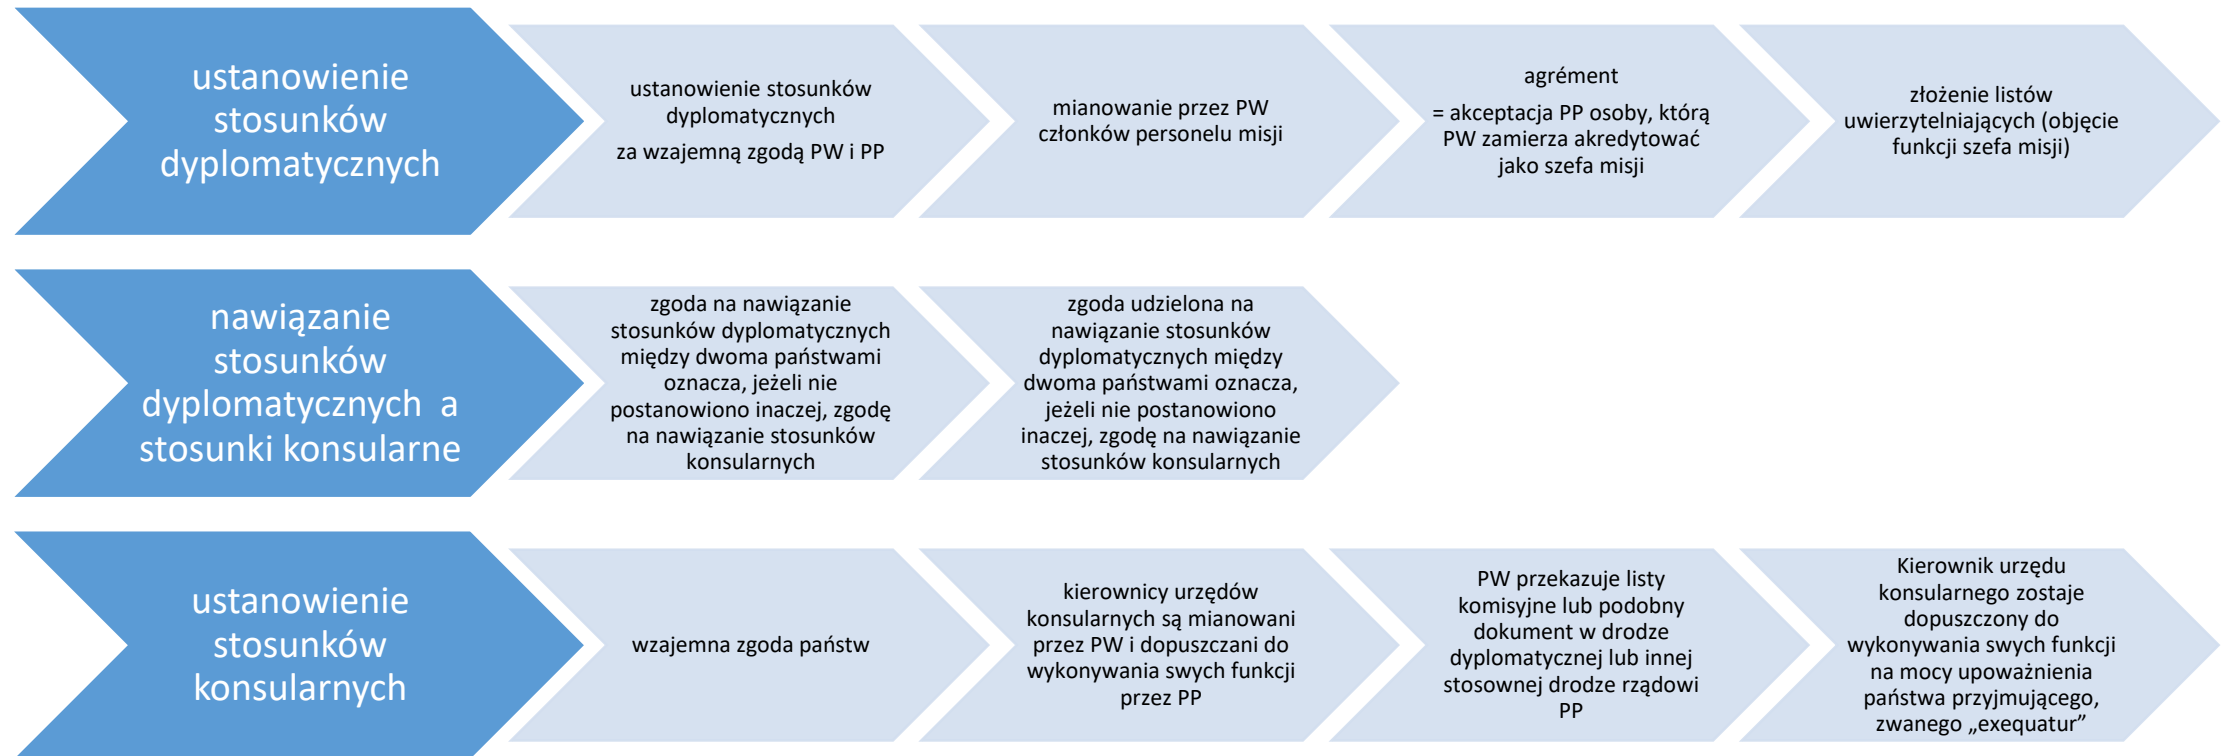 ustanowienie
stosunków
dyplomatycznych
ustanowienie stosunków
dyplomatycznych
za wzajemną zgodą PW i PP
mianowanie przez PW
członków personelu misji
agrément
= akceptacja PP osoby, którą
PW zamierza akredytować
jako szefa misji
złożenie listów
uwierzytelniających (objęcie
funkcji szefa misji)
nawiązanie
stosunków
dyplomatycznych a
stosunki konsularne
zgoda na nawiązanie
stosunków dyplomatycznych
między dwoma państwami
oznacza, jeżeli nie
postanowiono inaczej, zgodę
na nawiązanie stosunków
konsularnych
zgoda udzielona na
nawiązanie stosunków
dyplomatycznych między
dwoma państwami oznacza,
jeżeli nie postanowiono
inaczej, zgodę na nawiązanie
stosunków konsularnych
ustanowienie
stosunków
konsularnych
wzajemna zgoda państw
kierownicy urzędów
konsularnych są mianowani
przez PW i dopuszczani do
wykonywania swych funkcji
przez PP
PW przekazuje listy
komisyjne lub podobny
dokument w drodze
dyplomatycznej lub innej
stosownej drodze rządowi
PP
Kierownik urzędu
konsularnego zostaje
dopuszczony do
wykonywania swych funkcji
na mocy upoważnienia
państwa przyjmującego,
zwanego „exequatur”